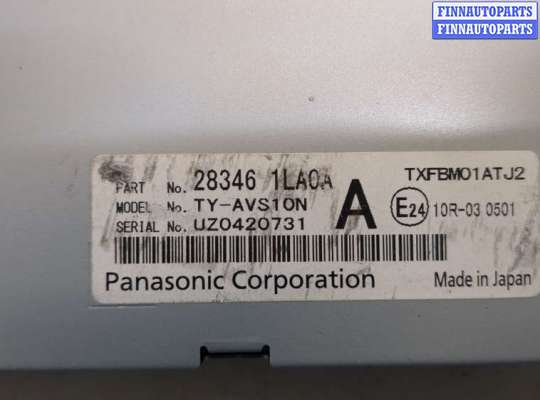 FINNAUTOPARTS
FINNAUTOPARTS
PART No. 28346 1LA0A TXFBM01ATJ2
MODEL No. TY-AVS10N A E24 10R-03 0501
SERIAL No. UZ0420731
Panasonic Corporation Made in Japan